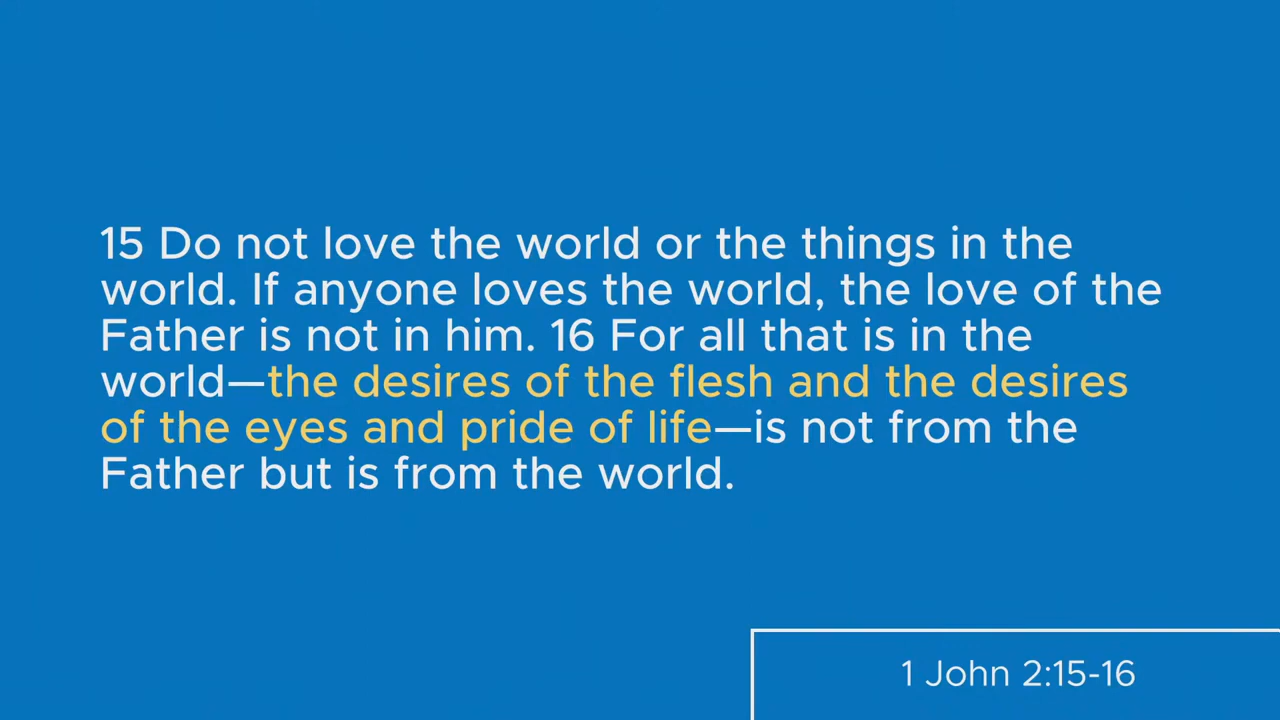 15 Do not love the world or the things in the
world. If anyone loves the world, the love of the
Father is not in him. 16 For all that is in the
world—the desires of the flesh and the desires
of the eyes and pride of life—is not from the
Father but is from the world.
1 John 2:15-16